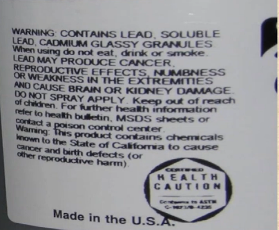 WARNING: CONTAINS LEAD, SOLUBLE
LEAD, CADMIUM GLASSY GRANULES
When using do not eat, drink or smoke.
LEAD MAY PRODUCE CANCER,
REPRODUCTIVE EFFECTS, NUMBNESS
OR WEAKNESS IN THE EXTREMITIES
AND CAUSE BRAIN OR KIDNEY DAMAGE.
DO NOT SPRAY APPLY. Keep out of reach
of children. For further health information
refer to health bulletin, MSDS sheets or
contact a poison control center.
Warning: This product contains chemicals
known to the State of California to cause
cancer and birth defects (or
other reproductive harm)
CERTIFIED
HEALTH
CAUTION
Conforms to ASTM
Made in the U.S.A.